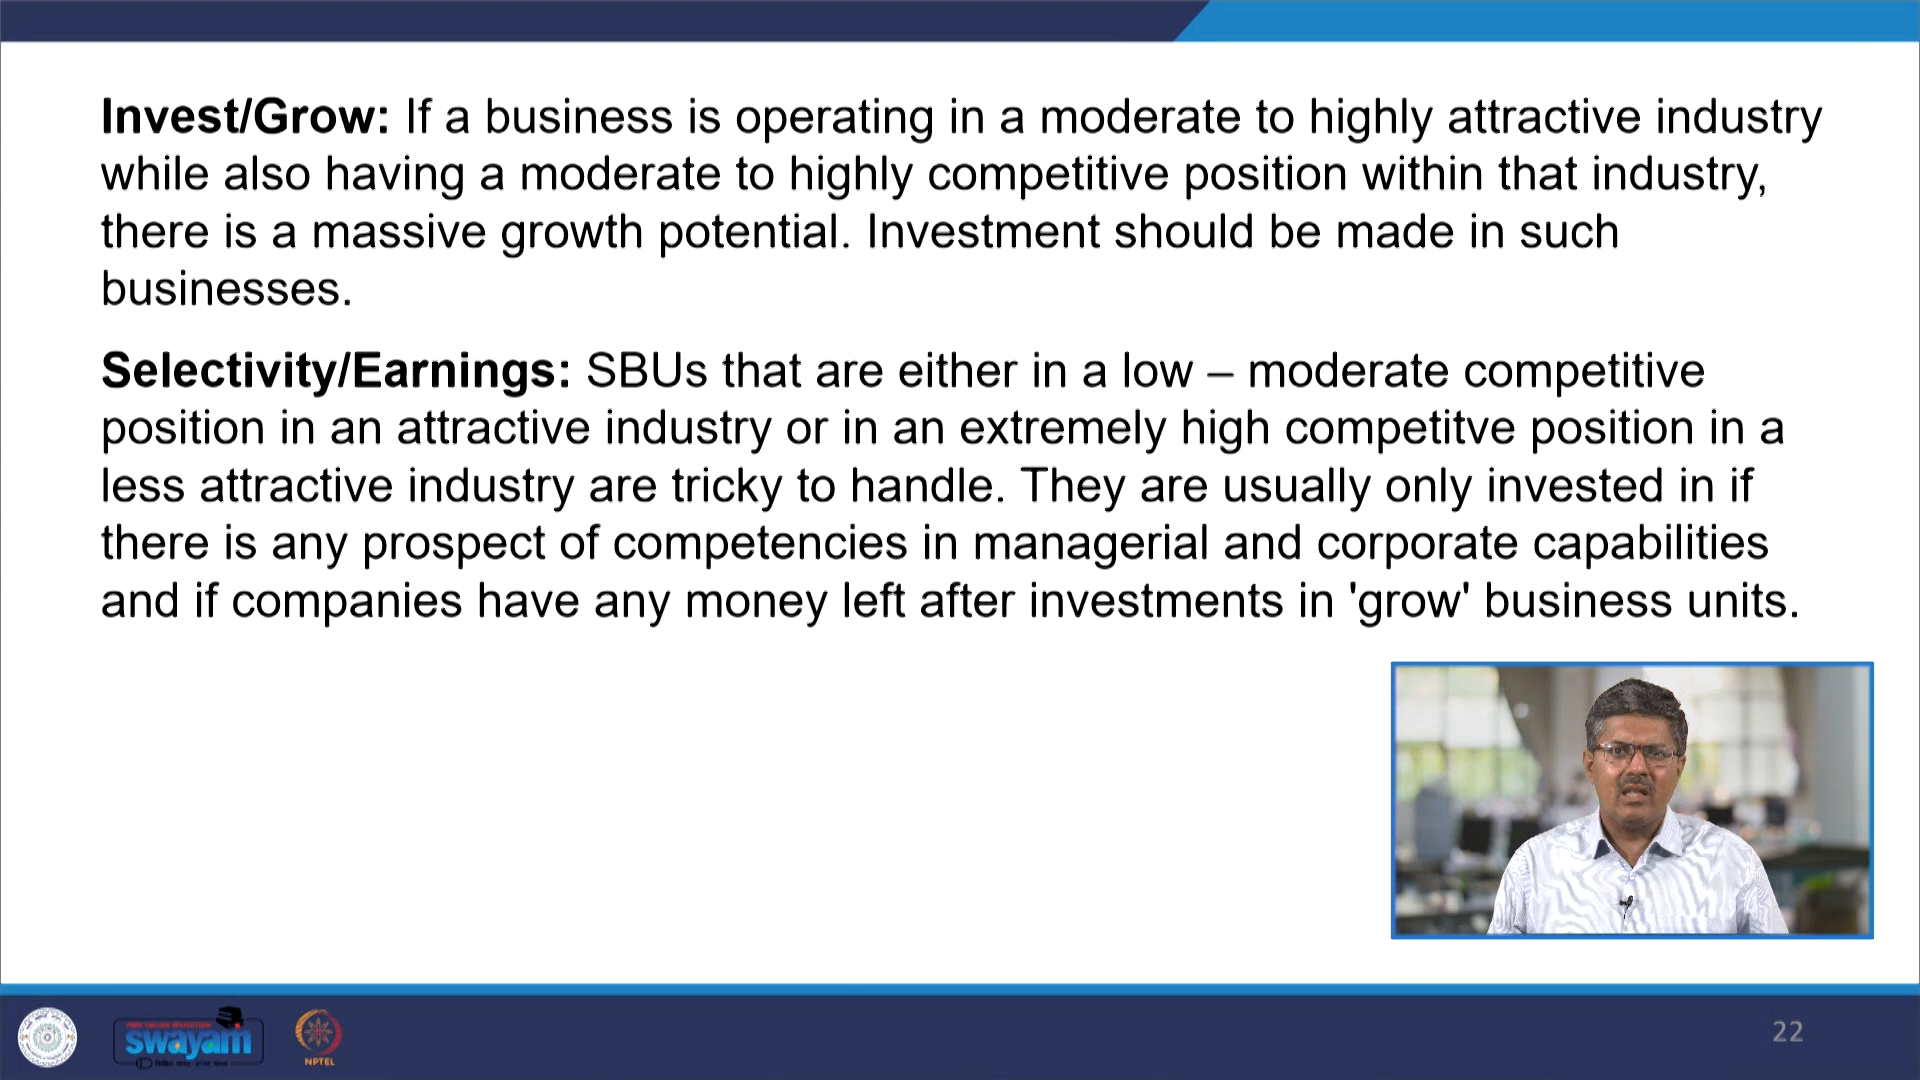 Invest/Grow: If a business is operating in a moderate to highly attractive industry
while also having a moderate to highly competitive position within that industry,
there is a massive growth potential. Investment should be made in such
businesses.
Selectivity/Earnings: SBUs that are either in a low – moderate competitive
position in an attractive industry or in an extremely high competitve position in a
less attractive industry are tricky to handle. They are usually only invested in if
there is any prospect of competencies in managerial and corporate capabilities
and if companies have any money left after investments in 'grow' business units.
FREE ONLINE EDUCATION
swayam
NPTEL
22